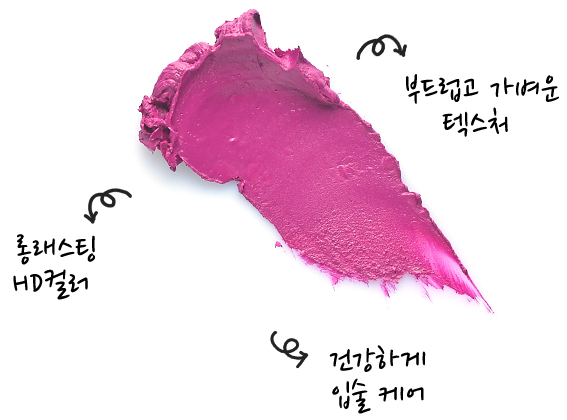 부드럽고 가벼운
텍스처
롱래스팅
HD컬러
건강하게
입술 케어